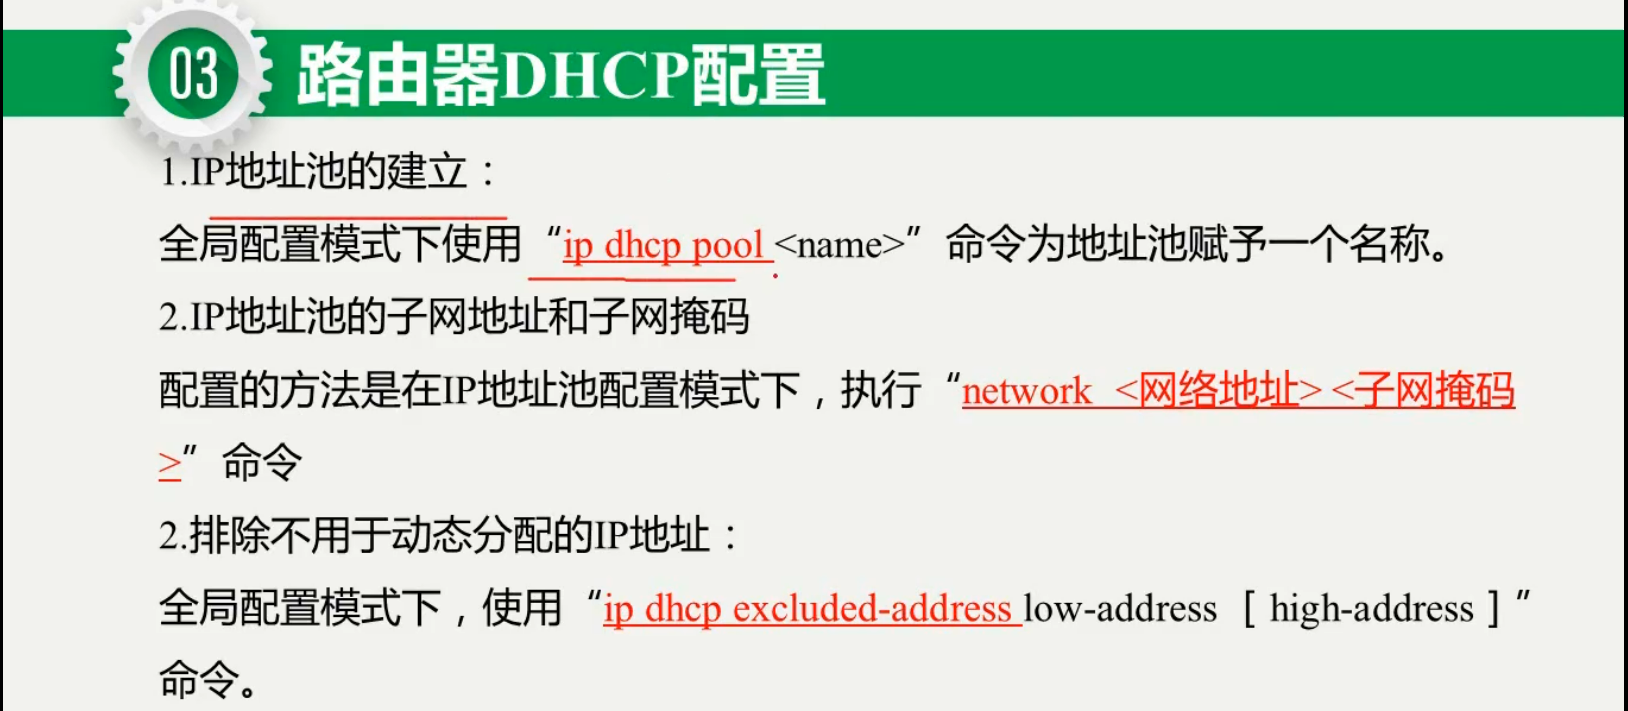 03 路由器DHCP配置
1.IP地址池的建立：
全局配置模式下使用“ip dhcp pool <name>”命令为地址池赋予一个名称。
2.IP地址池的子网地址和子网掩码
配置的方法是在IP地址池配置模式下，执行“network <网络地址> <子网掩码
>”命令
2.排除不用于动态分配的IP地址：
全局配置模式下，使用“ip dhcp excluded-address low-address［high-address］”
命令。